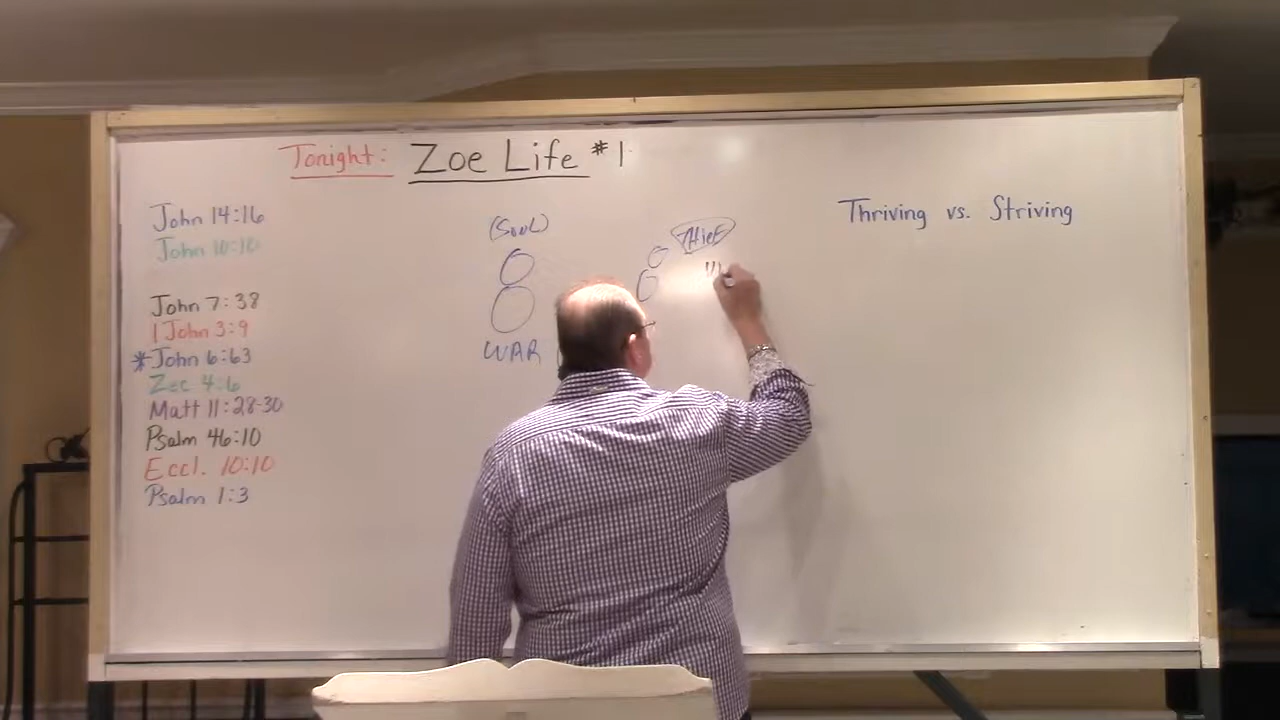 Tonight: Zoe Life #1
John 14:16
John 10:10
John 7:38
1 John 3:9
*John 6:63
Zec 4:6
Matt 11:28-30
Psalm 46:10
Eccl. 10:10
Psalm 1:3
(Soul)
WAR
Thief
Thriving vs. Striving